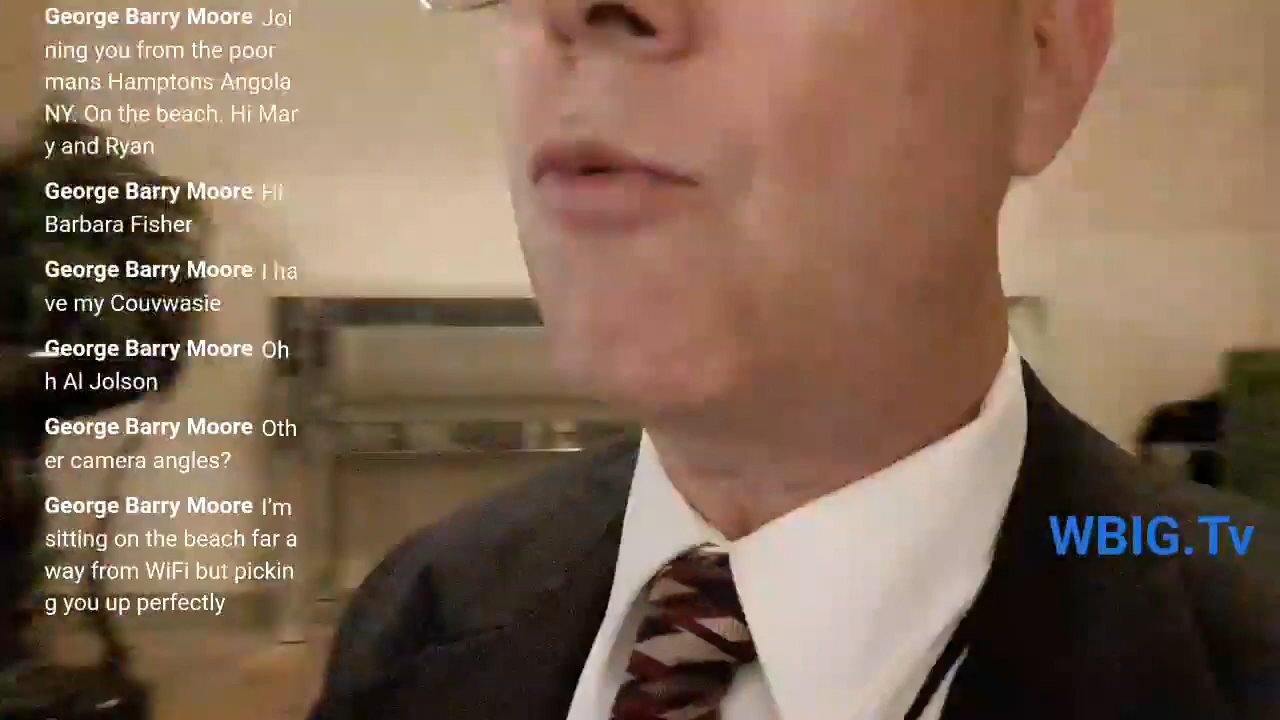 George Barry Moore Joi
ning you from the poor
mans Hamptons Angola
NY. On the beach. Hi Mar
y and Ryan
George Barry Moore Hi
Barbara Fisher
George Barry Moore I ha
ve my Couvwasie
George Barry Moore Oh
h Al Jolson
George Barry Moore Oth
er camera angles?
George Barry Moore I'm
sitting on the beach far a
way from WiFi but pickin
g you up perfectly
WBIG.Tv